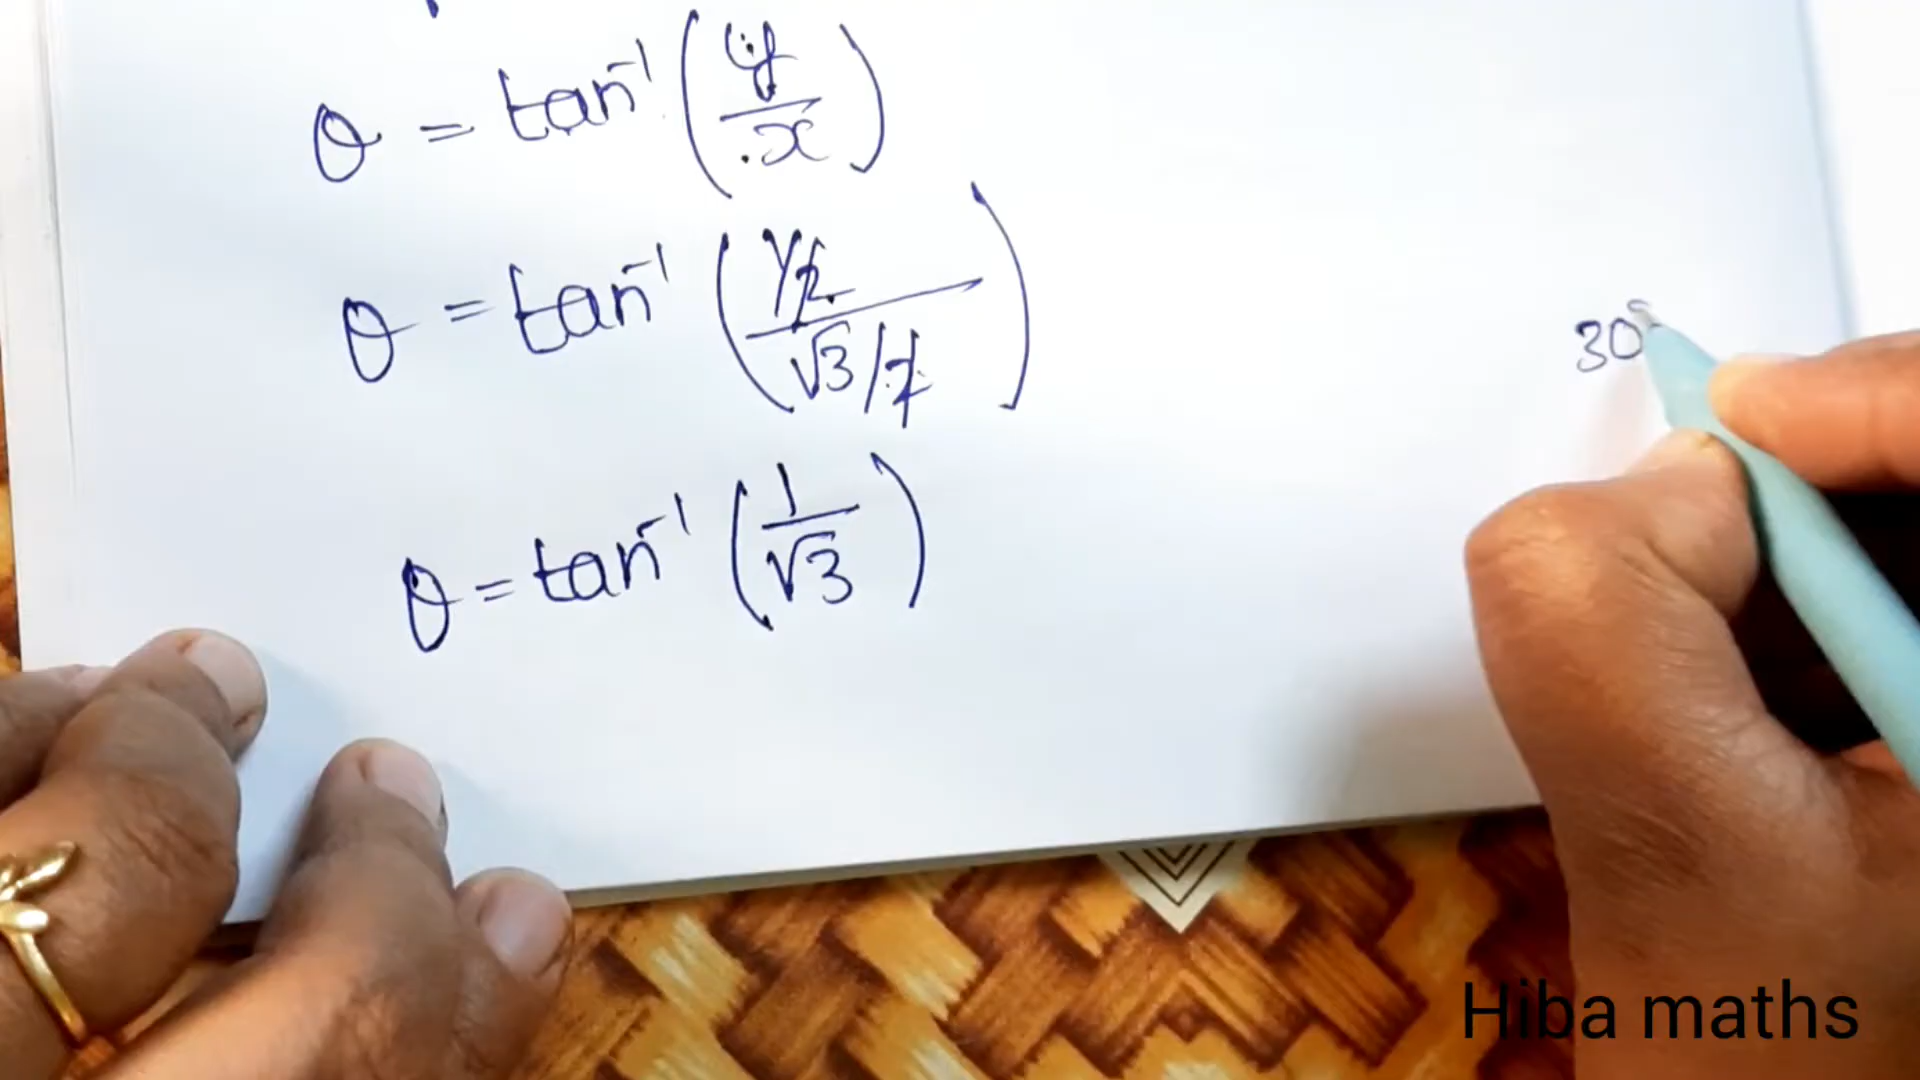 θ = tan⁻¹ (y/x)
θ = tan⁻¹ ((1/2)/(√3/2))
30°
θ = tan⁻¹ (1/√3)
Hiba maths